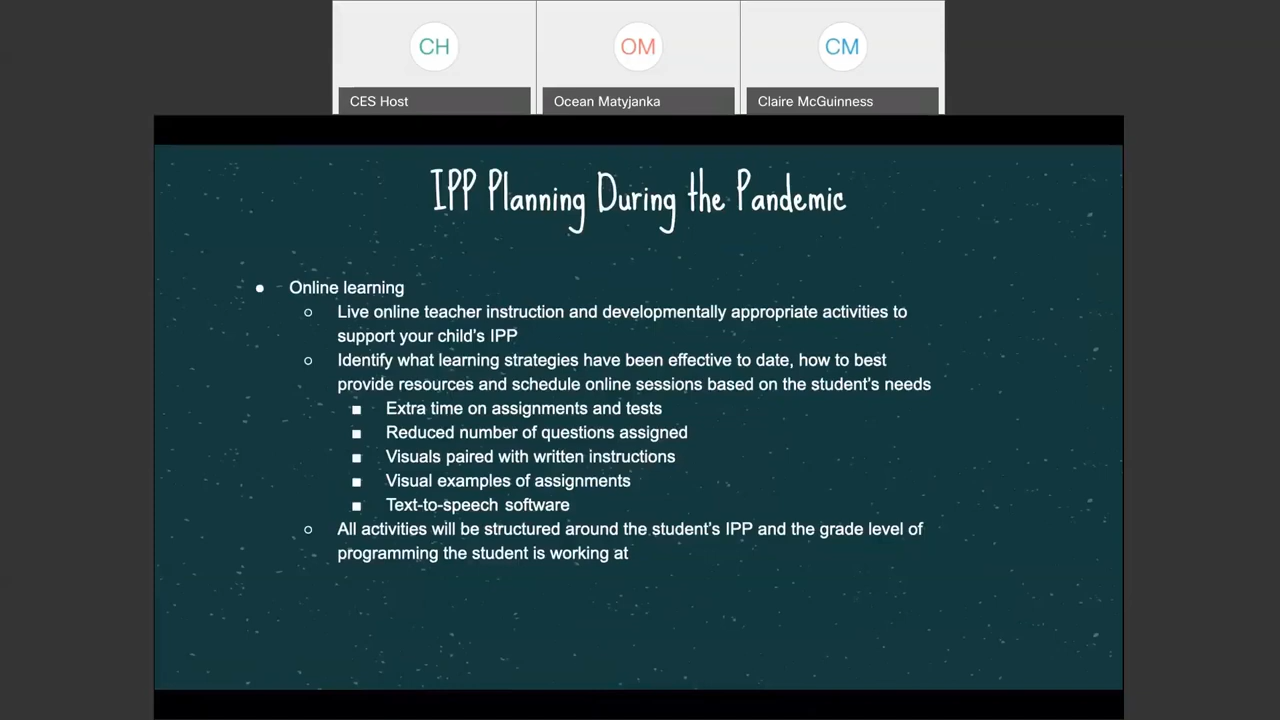 CH
OM
CM
CES Host
Ocean Matyjanka
Claire McGuinness
IPP Planning During the Pandemic
● Online learning
○ Live online teacher instruction and developmentally appropriate activities to
support your child's IPP
○ Identify what learning strategies have been effective to date, how to best
provide resources and schedule online sessions based on the student's needs
■ Extra time on assignments and tests
■ Reduced number of questions assigned
■ Visuals paired with written instructions
■ Visual examples of assignments
■ Text-to-speech software
○ All activities will be structured around the student's IPP and the grade level of
programming the student is working at